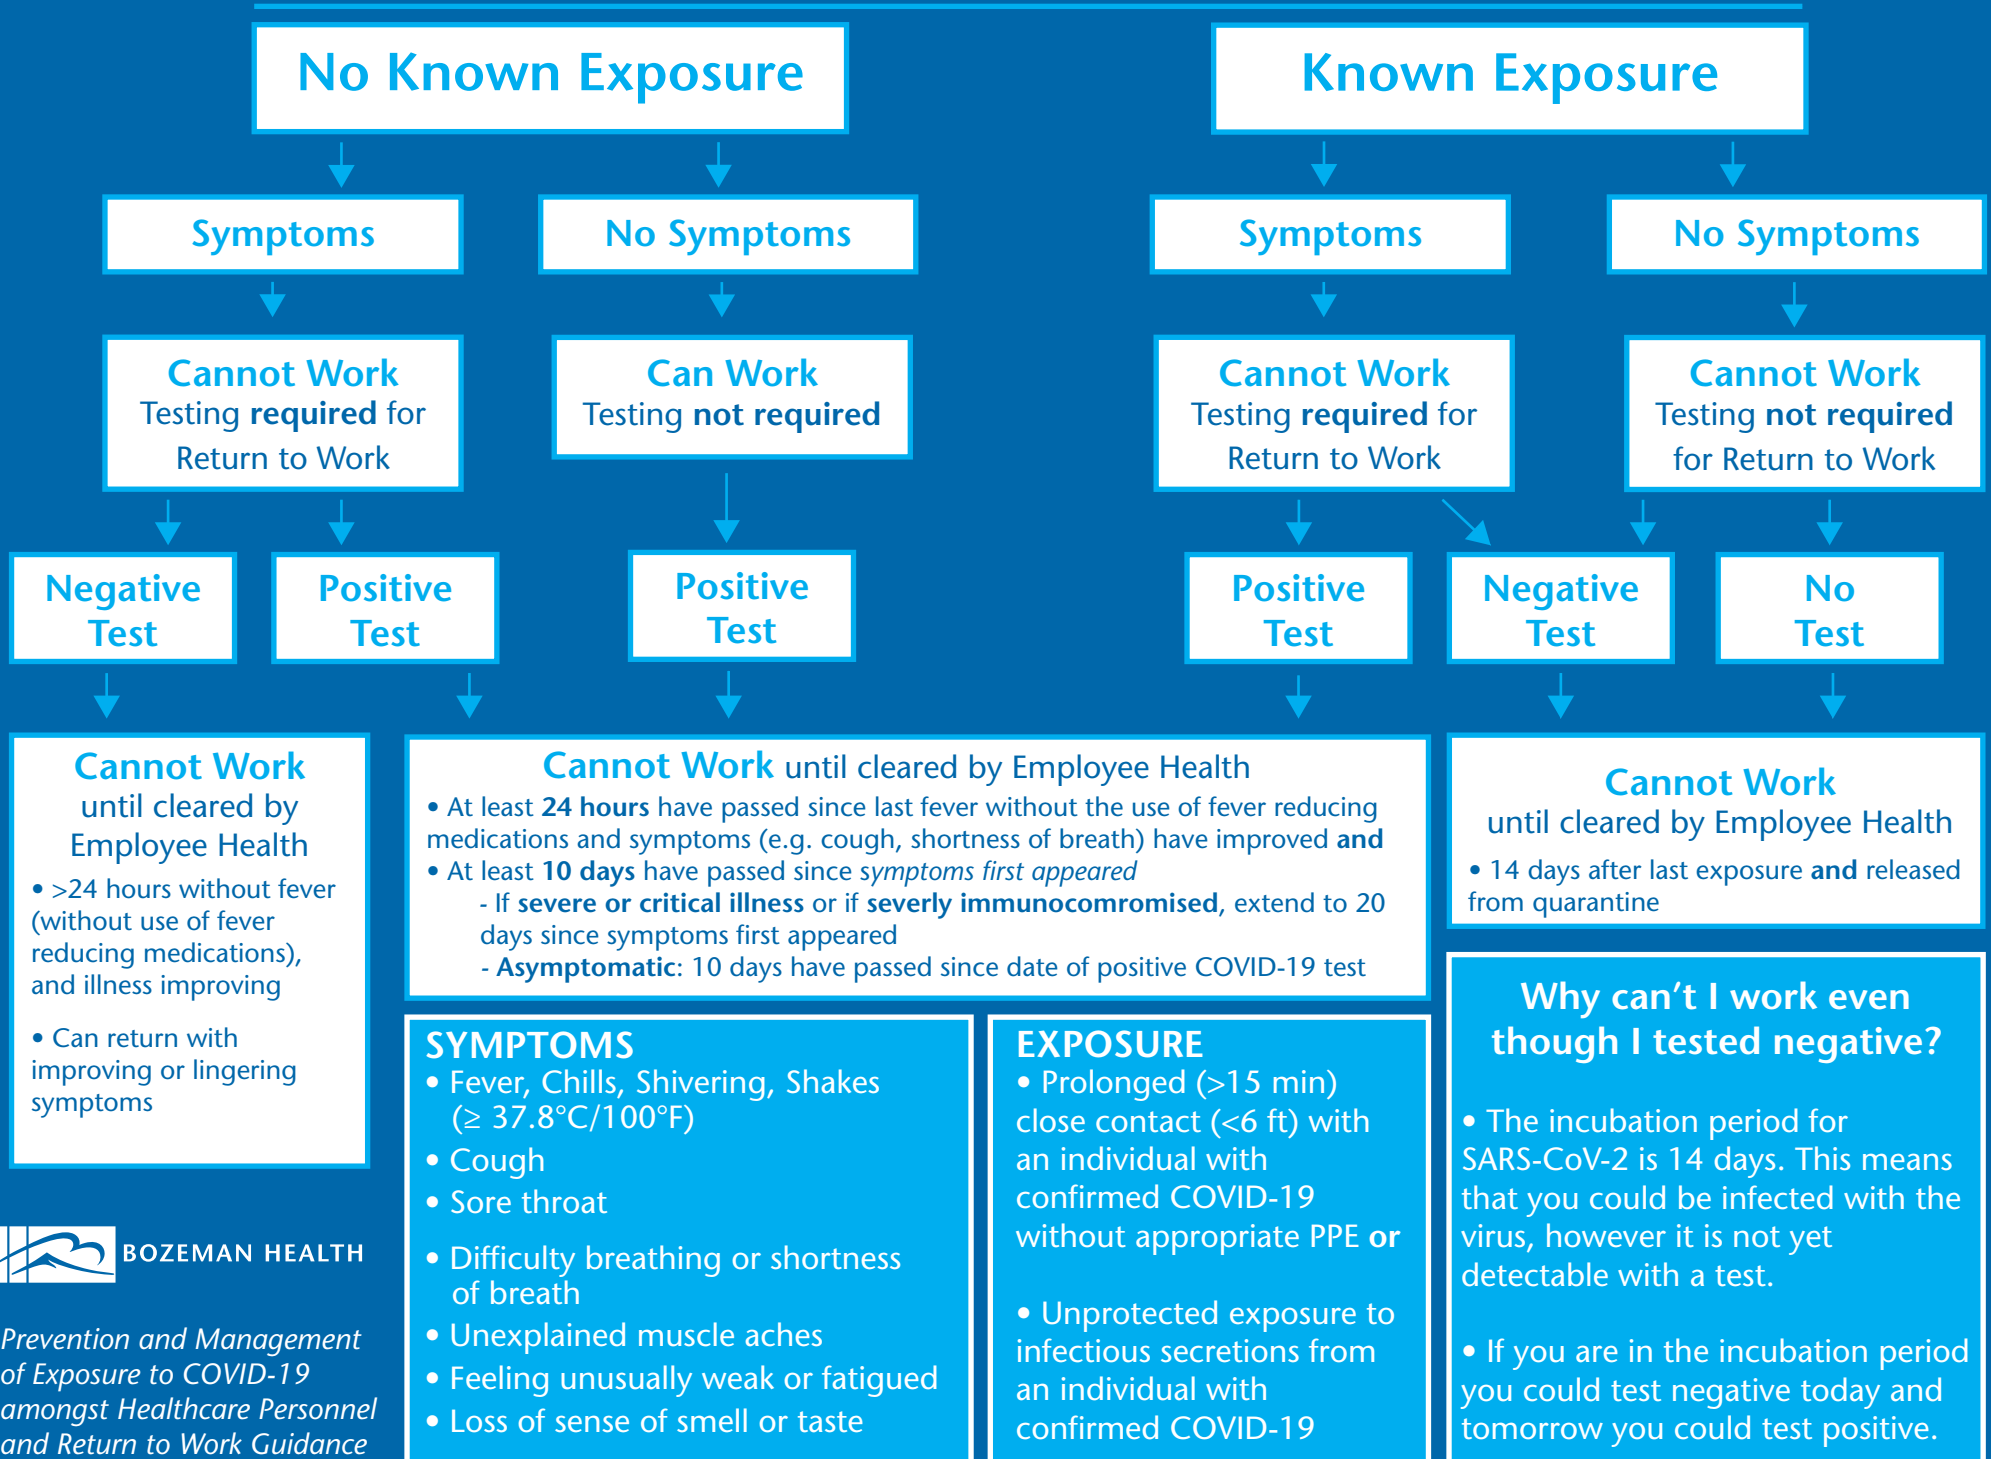 No Known Exposure
Known Exposure
Symptoms
No Symptoms
Symptoms
No Symptoms
Cannot Work
Testing required for
Return to Work
Can Work
Testing not required
Cannot Work
Testing required for
Return to Work
Cannot Work
Testing not required
for Return to Work
Negative
Test
Positive
Test
Positive
Test
Positive
Test
Negative
Test
No
Test
Cannot Work
until cleared by
Employee Health
• >24 hours without fever
(without use of fever
reducing medications),
and illness improving
• Can return with
improving or lingering
symptoms
Cannot Work until cleared by Employee Health
• At least 24 hours have passed since last fever without the use of fever reducing
medications and symptoms (e.g. cough, shortness of breath) have improved and
• At least 10 days have passed since symptoms first appeared
- If severe or critical illness or if severly immunocomromised, extend to 20
days since symptoms first appeared
- Asymptomatic: 10 days have passed since date of positive COVID-19 test
Cannot Work
until cleared by Employee Health
• 14 days after last exposure and released
from quarantine
SYMPTOMS
• Fever, Chills, Shivering, Shakes
(≥ 37.8°C/100°F)
• Cough
• Sore throat
• Difficulty breathing or shortness
of breath
• Unexplained muscle aches
• Feeling unusually weak or fatigued
• Loss of sense of smell or taste
EXPOSURE
• Prolonged (>15 min)
close contact (<6 ft) with
an individual with
confirmed COVID-19
without appropriate PPE or
• Unprotected exposure to
infectious secretions from
an individual with
confirmed COVID-19
Why can't I work even
though I tested negative?
• The incubation period for
SARS-CoV-2 is 14 days. This means
that you could be infected with the
virus, however it is not yet
detectable with a test.
• If you are in the incubation period
you could test negative today and
tomorrow you could test positive.
BOZEMAN HEALTH
Prevention and Management
of Exposure to COVID-19
amongst Healthcare Personnel
and Return to Work Guidance